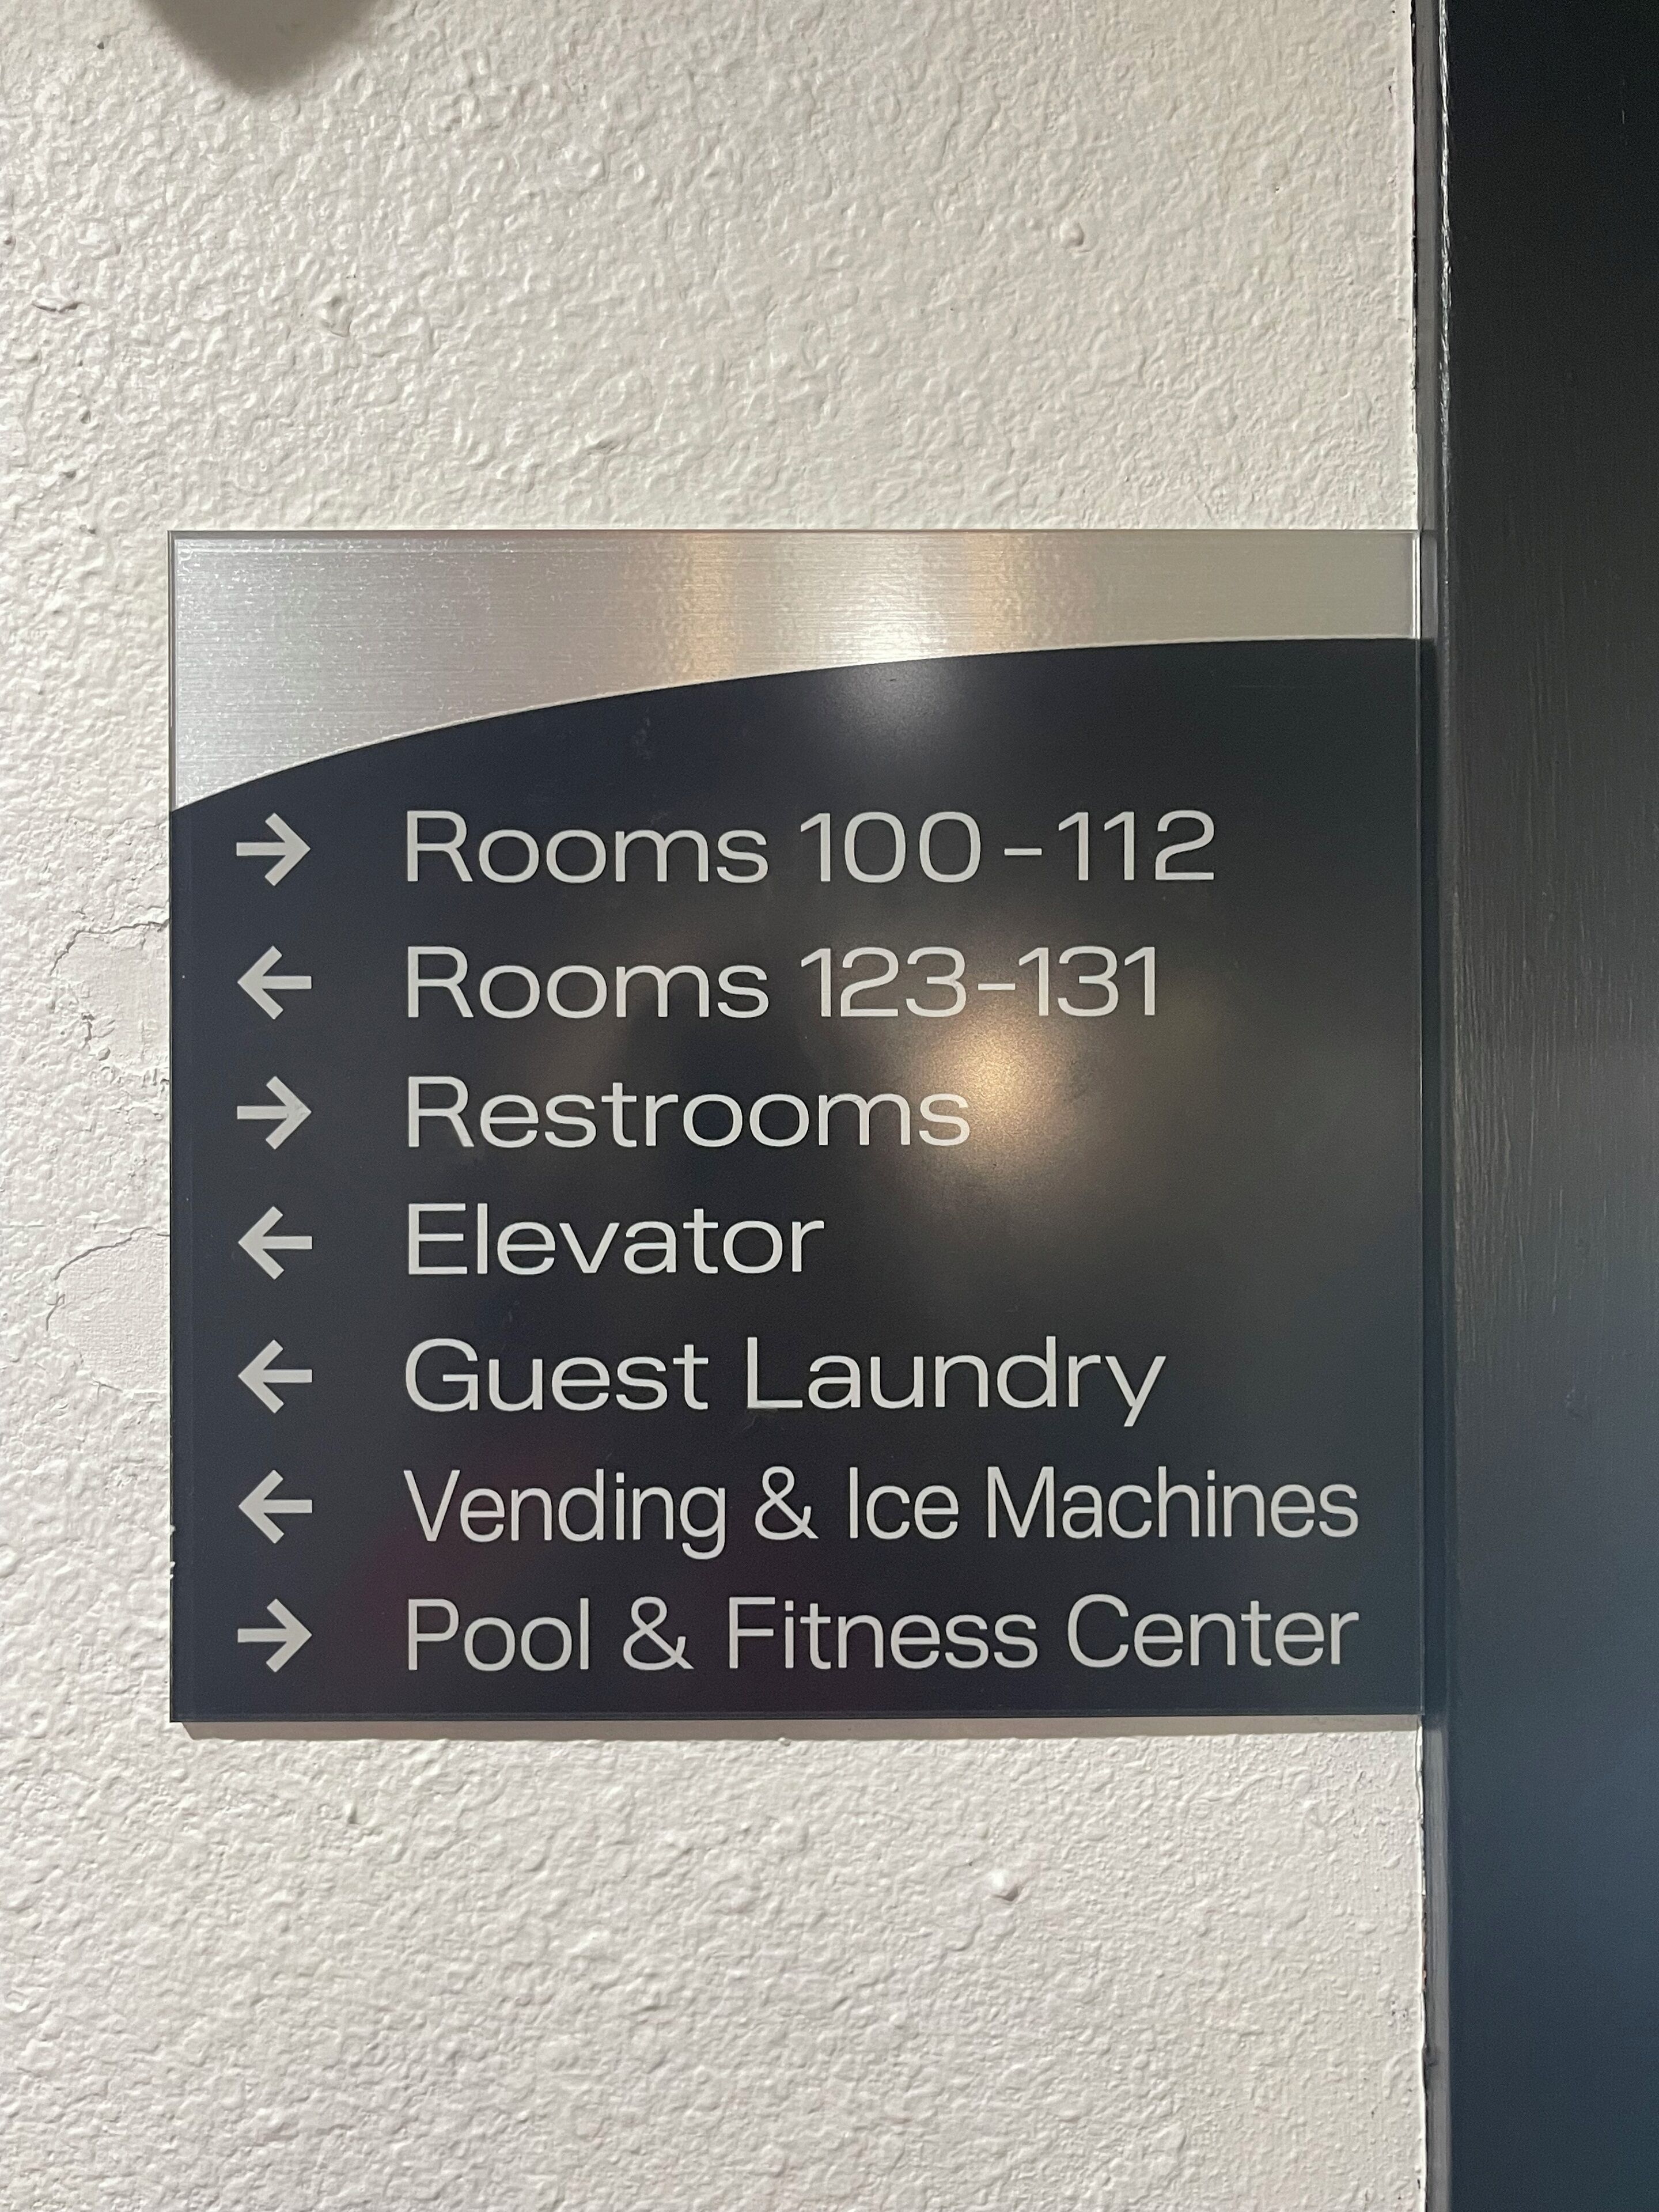 → Rooms 100-112
← Rooms 123-131
→ Restrooms
← Elevator
← Guest Laundry
← Vending & Ice Machines
→ Pool & Fitness Center